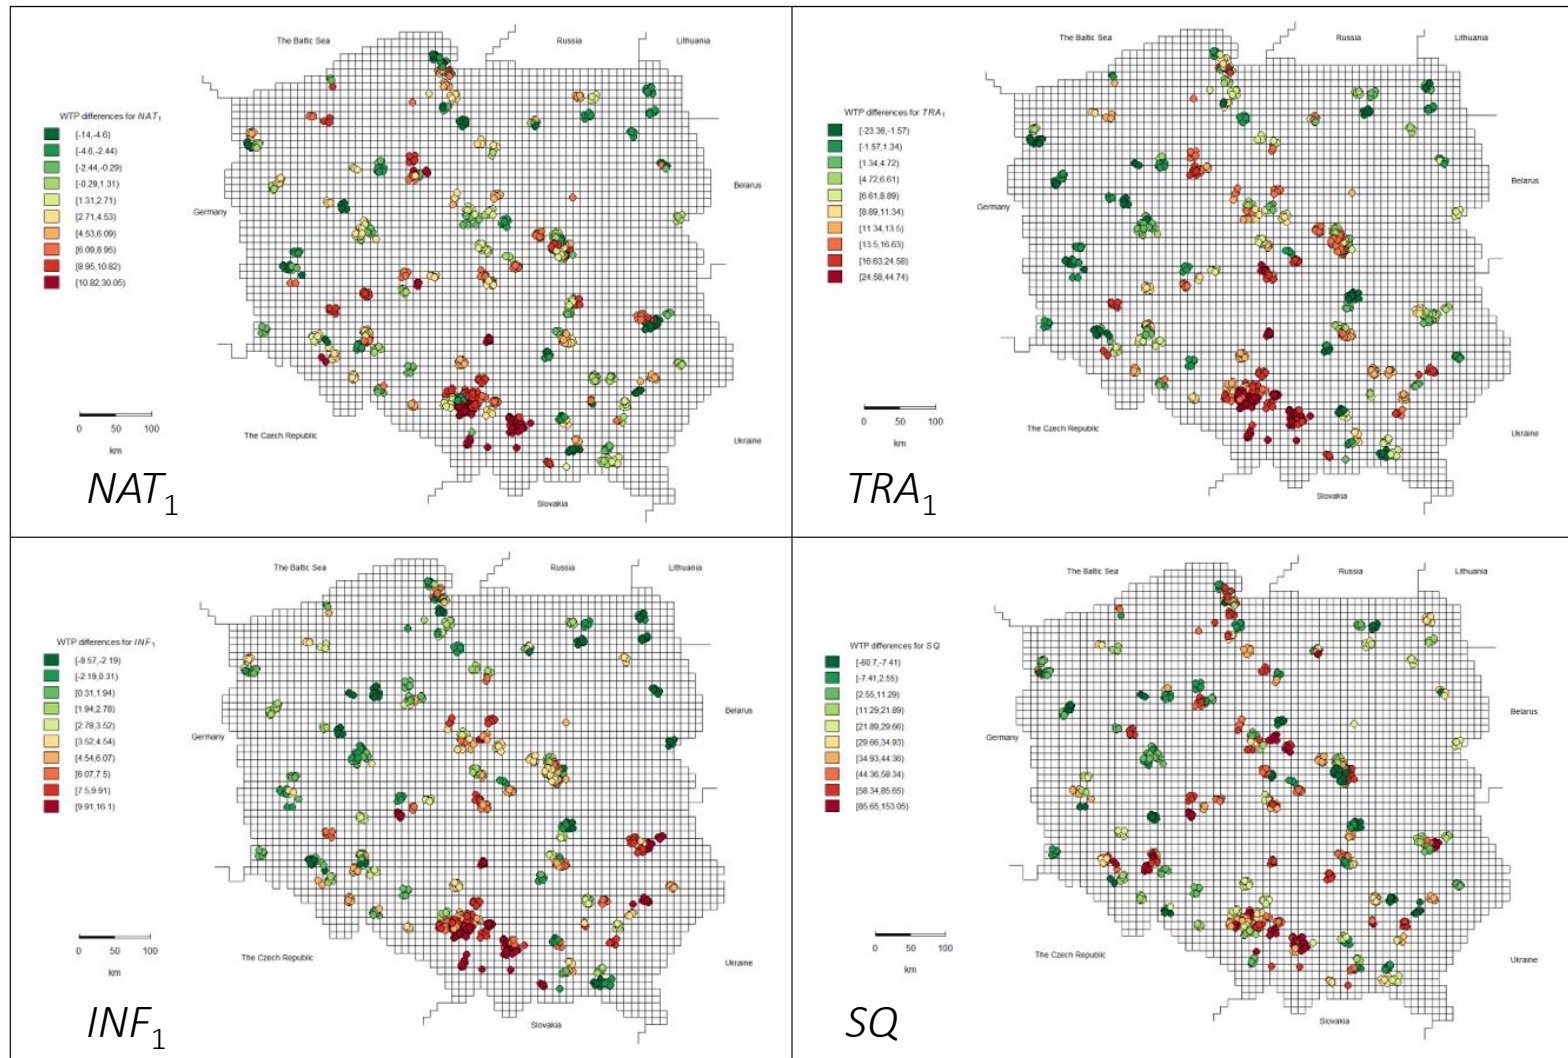 The Baltic Sea
Russia
Lithuania
WTP differences for NAT1
[-14,-4.6)
[-4.6,-2.44)
[-2.44,-0.29)
[-0.29,1.31)
[1.31,2.71)
[2.71,4.53)
[4.53,6.09)
[6.09,8.95)
[8.95,10.82)
[10.82,30.05]
Germany
Belarus
0 50 100
km
The Czech Republic
Ukraine
Slovakia
NAT1
The Baltic Sea
Russia
Lithuania
WTP differences for TRA1
[-23.36,-1.57)
[-1.57,1.34)
[1.34,4.72)
[4.72,6.61)
[6.61,8.89)
[8.89,11.34)
[11.34,13.5)
[13.5,16.63)
[16.63,24.58)
[24.58,44.74]
Germany
Belarus
0 50 100
km
The Czech Republic
Ukraine
Slovakia
TRA1
The Baltic Sea
Russia
Lithuania
WTP differences for INF1
[-9.57,-2.19)
[-2.19,0.31)
[0.31,1.94)
[1.94,2.78)
[2.78,3.52)
[3.52,4.54)
[4.54,6.07)
[6.07,7.5)
[7.5,9.91)
[9.91,16.1]
Germany
Belarus
0 50 100
km
The Czech Republic
Ukraine
Slovakia
INF1
The Baltic Sea
Russia
Lithuania
WTP differences for SQ
[-60.7,-7.41)
[-7.41,2.55)
[2.55,11.29)
[11.29,21.89)
[21.89,29.66)
[29.66,34.93)
[34.93,44.36)
[44.36,58.34)
[58.34,85.65)
[85.65,153.05]
Germany
Belarus
0 50 100
km
The Czech Republic
Ukraine
Slovakia
SQ